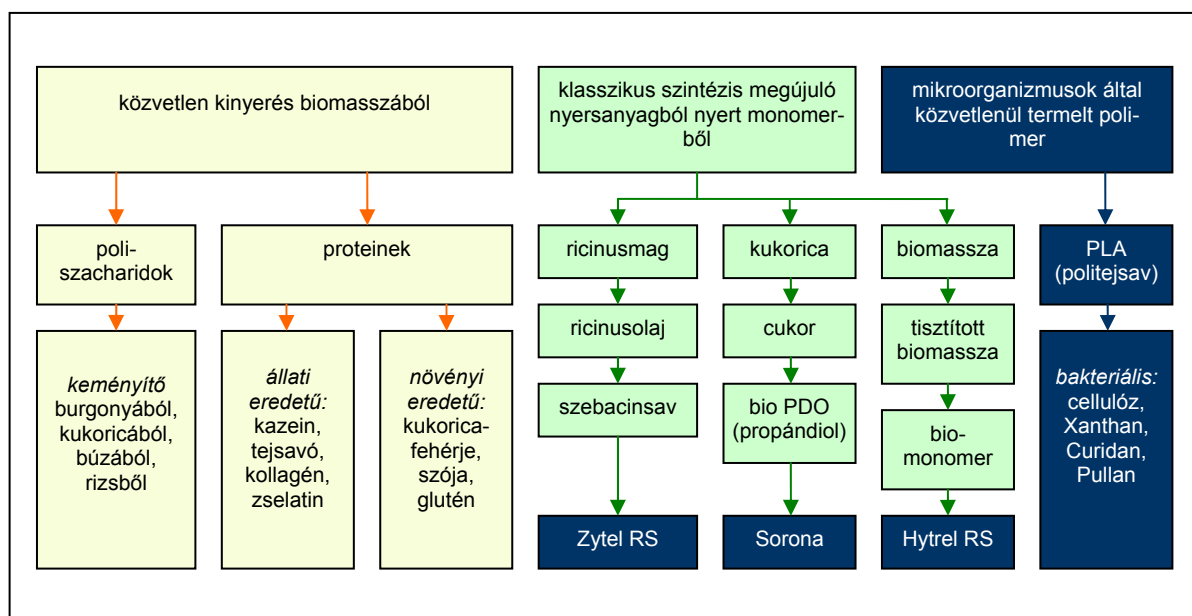 közvetlen kinyerés biomasszából
klasszikus szintézis megújuló
nyersanyagból nyert monomer-
ből
mikroorganizmusok által
közvetlenül termelt poli-
mer
poli-
szacharidok
proteinek
ricinusmag
kukorica
biomassza
PLA
(politejsav)
ricinusolaj
cukor
tisztított
biomassza
szebacinsav
bio PDO
(propándiol)
bio-
monomer
keményítő
burgonyából,
kukoricából,
búzából,
rizsből
állati
eredetű:
kazein,
tejsavó,
kollagén,
zselatin
növényi
eredetű:
kukorica-
fehérje,
szója,
glutén
Zytel RS
Sorona
Hytrel RS
bakteriális:
cellulóz,
Xanthan,
Curidan,
Pullan